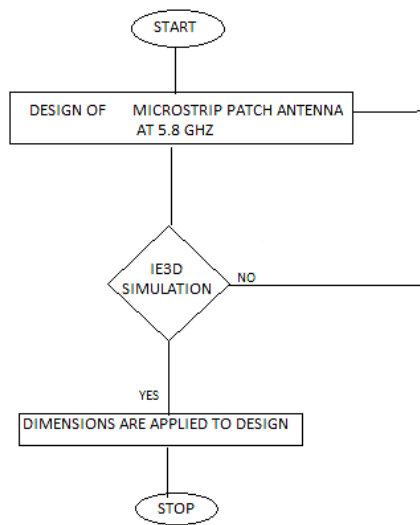 START
DESIGN OF MICROSTRIP PATCH ANTENNA
AT 5.8 GHZ
IE3D
SIMULATION
NO
YES
DIMENSIONS ARE APPLIED TO DESIGN
STOP